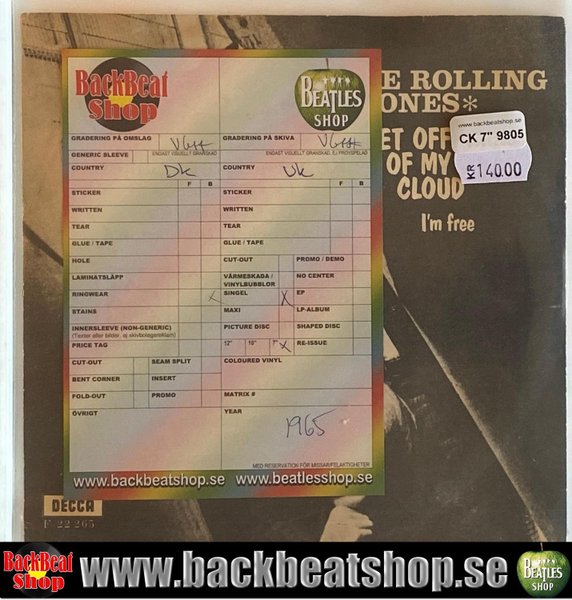 E ROLLING
ONES*
ET OFF
OF MY
CLOUD
I'm free
www.backbeatshop.se
CK 7" 9805
KR 140.00
BackBeat
Shop
BEATLES
SHOP
GRADERING PÅ OMSLAG VG++ GRADERING PÅ SKIVA
GENERIC SLEEVE ENDAST VISUELLT GRANSKAD ENDAST VISUELLT GRANSKAD, EJ PROVSPELAD
COUNTRY DK COUNTRY UK
F B F B
STICKER STICKER
WRITTEN WRITTEN
TEAR TEAR
GLUE / TAPE GLUE / TAPE
HOLE CUT-OUT PROMO / DEMO
LAMINATSLÄPP VÄRMESKADA / VINYLBUBBLOR NO CENTER
RINGWEAR SINGEL X EP
STAINS MAXI LP-ALBUM
INNERSLEEVE (NON-GENERIC) PICTURE DISC SHAPED DISC
(Texter eller bilder, ej skivbolagsreklam)
PRICE TAG 12" 10" 7" X RE-ISSUE
CUT-OUT SEAM SPLIT COLOURED VINYL
BENT CORNER INSERT
FOLD-OUT PROMO MATRIX #
ÖVRIGT YEAR
1965
MED RESERVATION FÖR MISSAR/FELAKTIGHETER
www.backbeatshop.se www.beatlesshop.se
DECCA
F 22 265
BackBeat
Shop
www.backbeatshop.se
BEATLES
SHOP